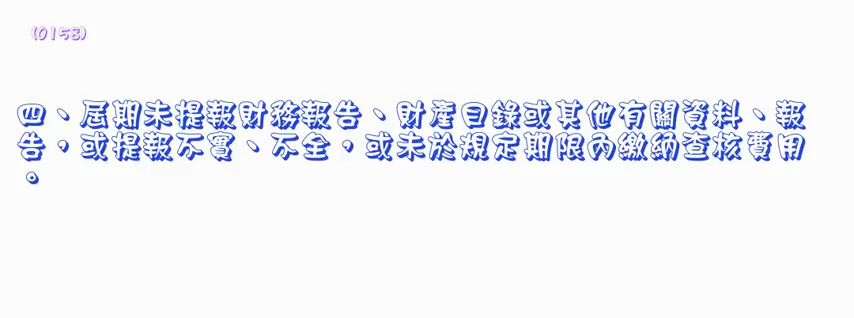 (0158)
四、屆期未提報財務報告、財產目錄或其他有關資料、報
告，或提報不實、不全，或未於規定期限內繳納查核費用
。